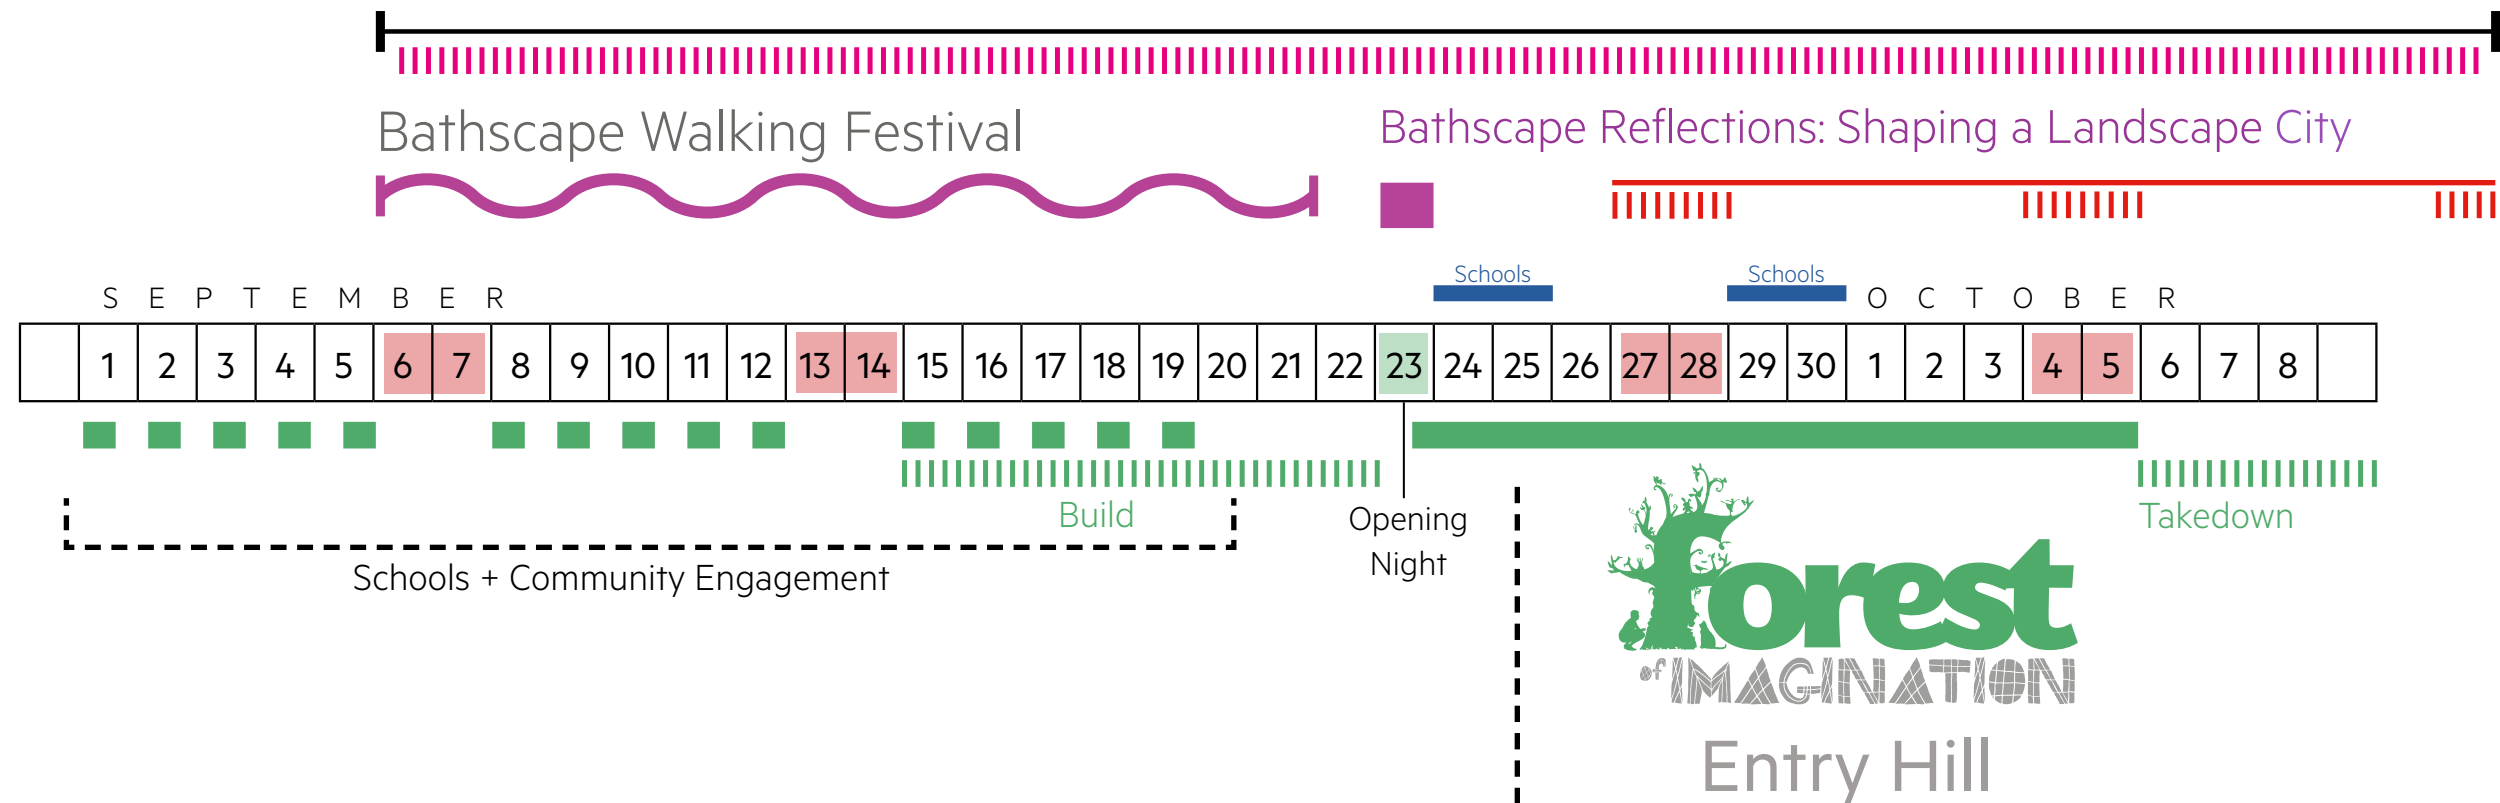 Bathscape Walking Festival
Bathscape Reflections: Shaping a Landscape City
Schools
Schools
SEPTEMBER
OCTOBER
1 2 3 4 5 6 7 8 9 10 11 12 13 14 15 16 17 18 19 20 21 22 23 24 25 26 27 28 29 30 1 2 3 4 5 6 7 8
Build
Opening
Night
Takedown
Schools + Community Engagement
forest
of IMAGINATION
Entry Hill